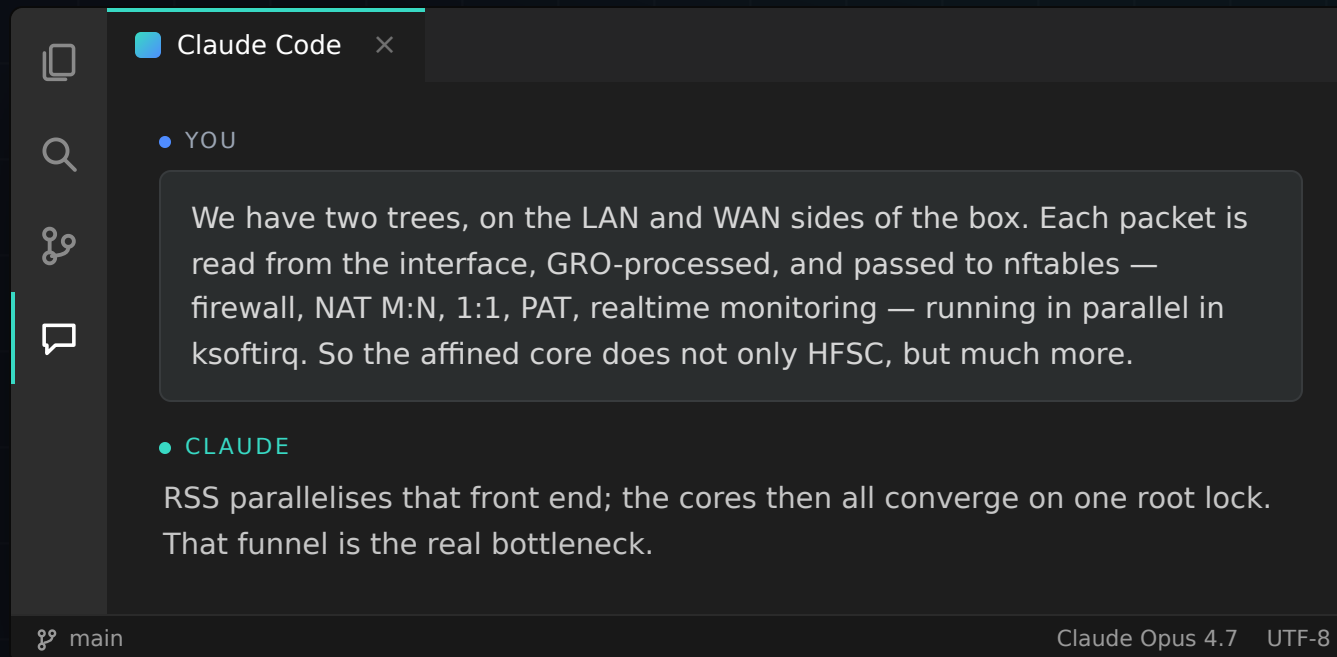 Claude Code
YOU
We have two trees, on the LAN and WAN sides of the box. Each packet is
read from the interface, GRO-processed, and passed to nftables —
firewall, NAT M:N, 1:1, PAT, realtime monitoring — running in parallel in
ksoftirq. So the affined core does not only HFSC, but much more.
CLAUDE
RSS parallelises that front end; the cores then all converge on one root lock.
That funnel is the real bottleneck.
main
Claude Opus 4.7
UTF-8